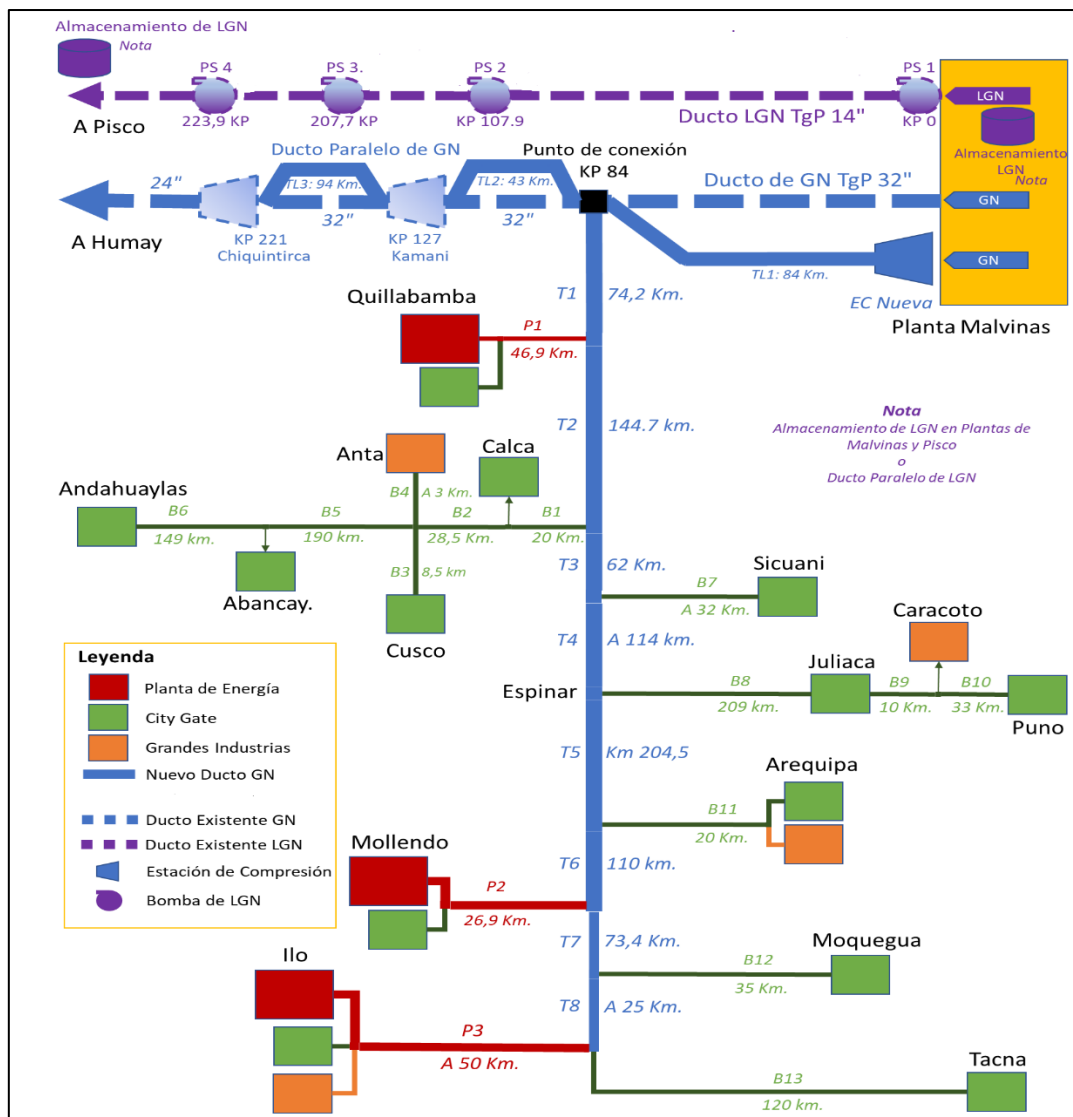 Almacenamiento de LGN
Nota
PS 4
PS 3.
PS 2
PS 1
LGN
A Pisco
223,9 KP
207,7 KP
KP 107.9
Ducto LGN TgP 14"
KP 0
Almacenamiento
LGN
Nota
Ducto Paralelo de GN
Punto de conexión
KP 84
24"
TL3: 94 Km.
TL2: 43 Km.
Ducto de GN TgP 32"
GN
32"
32"
A Humay
KP 221
Chiquintirca
KP 127
Kamani
TL1: 84 Km.
GN
EC Nueva
Planta Malvinas
T1
74,2 Km.
Quillabamba
P1
46,9 Km.
T2
144.7 km.
Nota
Almacenamiento de LGN en Plantas de
Malvinas y Pisco
o
Ducto Paralelo de LGN
Anta
Calca
Andahuaylas
B4
A 3 Km.
B6
B5
B2
B1
149 km.
190 km.
28,5 Km.
20 Km.
B3
8,5 km
Abancay.
Cusco
T3
62 Km.
Sicuani
B7
A 32 Km.
Caracoto
T4
A 114 km.
Juliaca
Espinar
B8
B9
B10
209 km.
10 Km.
33 Km.
Puno
Leyenda
Planta de Energía
City Gate
Grandes Industrias
Nuevo Ducto GN
Ducto Existente GN
Ducto Existente LGN
Estación de Compresión
Bomba de LGN
T5
Km 204,5
Arequipa
B11
20 Km.
Mollendo
T6
110 km.
P2
26,9 Km.
T7
73,4 Km.
Moquegua
B12
35 Km.
Ilo
T8
A 25 Km.
P3
A 50 Km.
Tacna
B13
120 km.